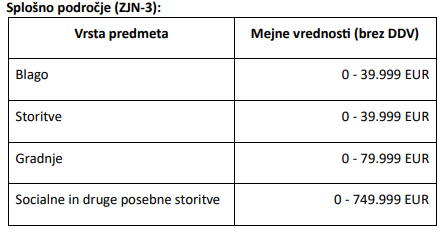 Splošno področje (ZJN-3):
Vrsta predmeta Mejne vrednosti (brez DDV)
Blago 0 - 39.999 EUR
Storitve 0 - 39.999 EUR
Gradnje 0 - 79.999 EUR
Socialne in druge posebne storitve 0 - 749.999 EUR